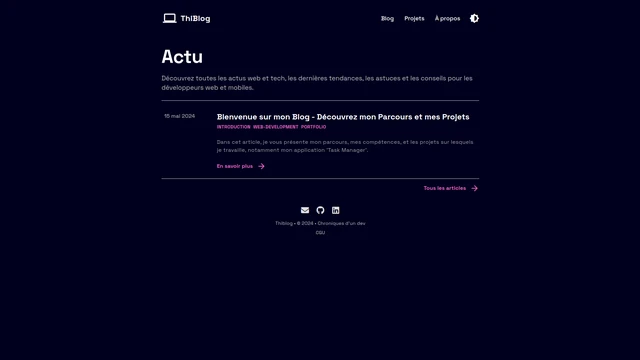 ThiBlog
Blog Projets À propos
Actu
Découvrez toutes les actus web et tech, les dernières tendances, les astuces et les conseils pour les
développeurs web et mobiles.
15 mai 2024
Bienvenue sur mon Blog - Découvrez mon Parcours et mes Projets
INTRODUCTION WEB-DEVELOPMENT PORTFOLIO
Dans cet article, je vous présente mon parcours, mes compétences, et les projets sur lesquels
je travaille, notamment mon application 'Task Manager'.
En savoir plus
Tous les articles
Thiblog • © 2024 • Chroniques d'un dev
CGU